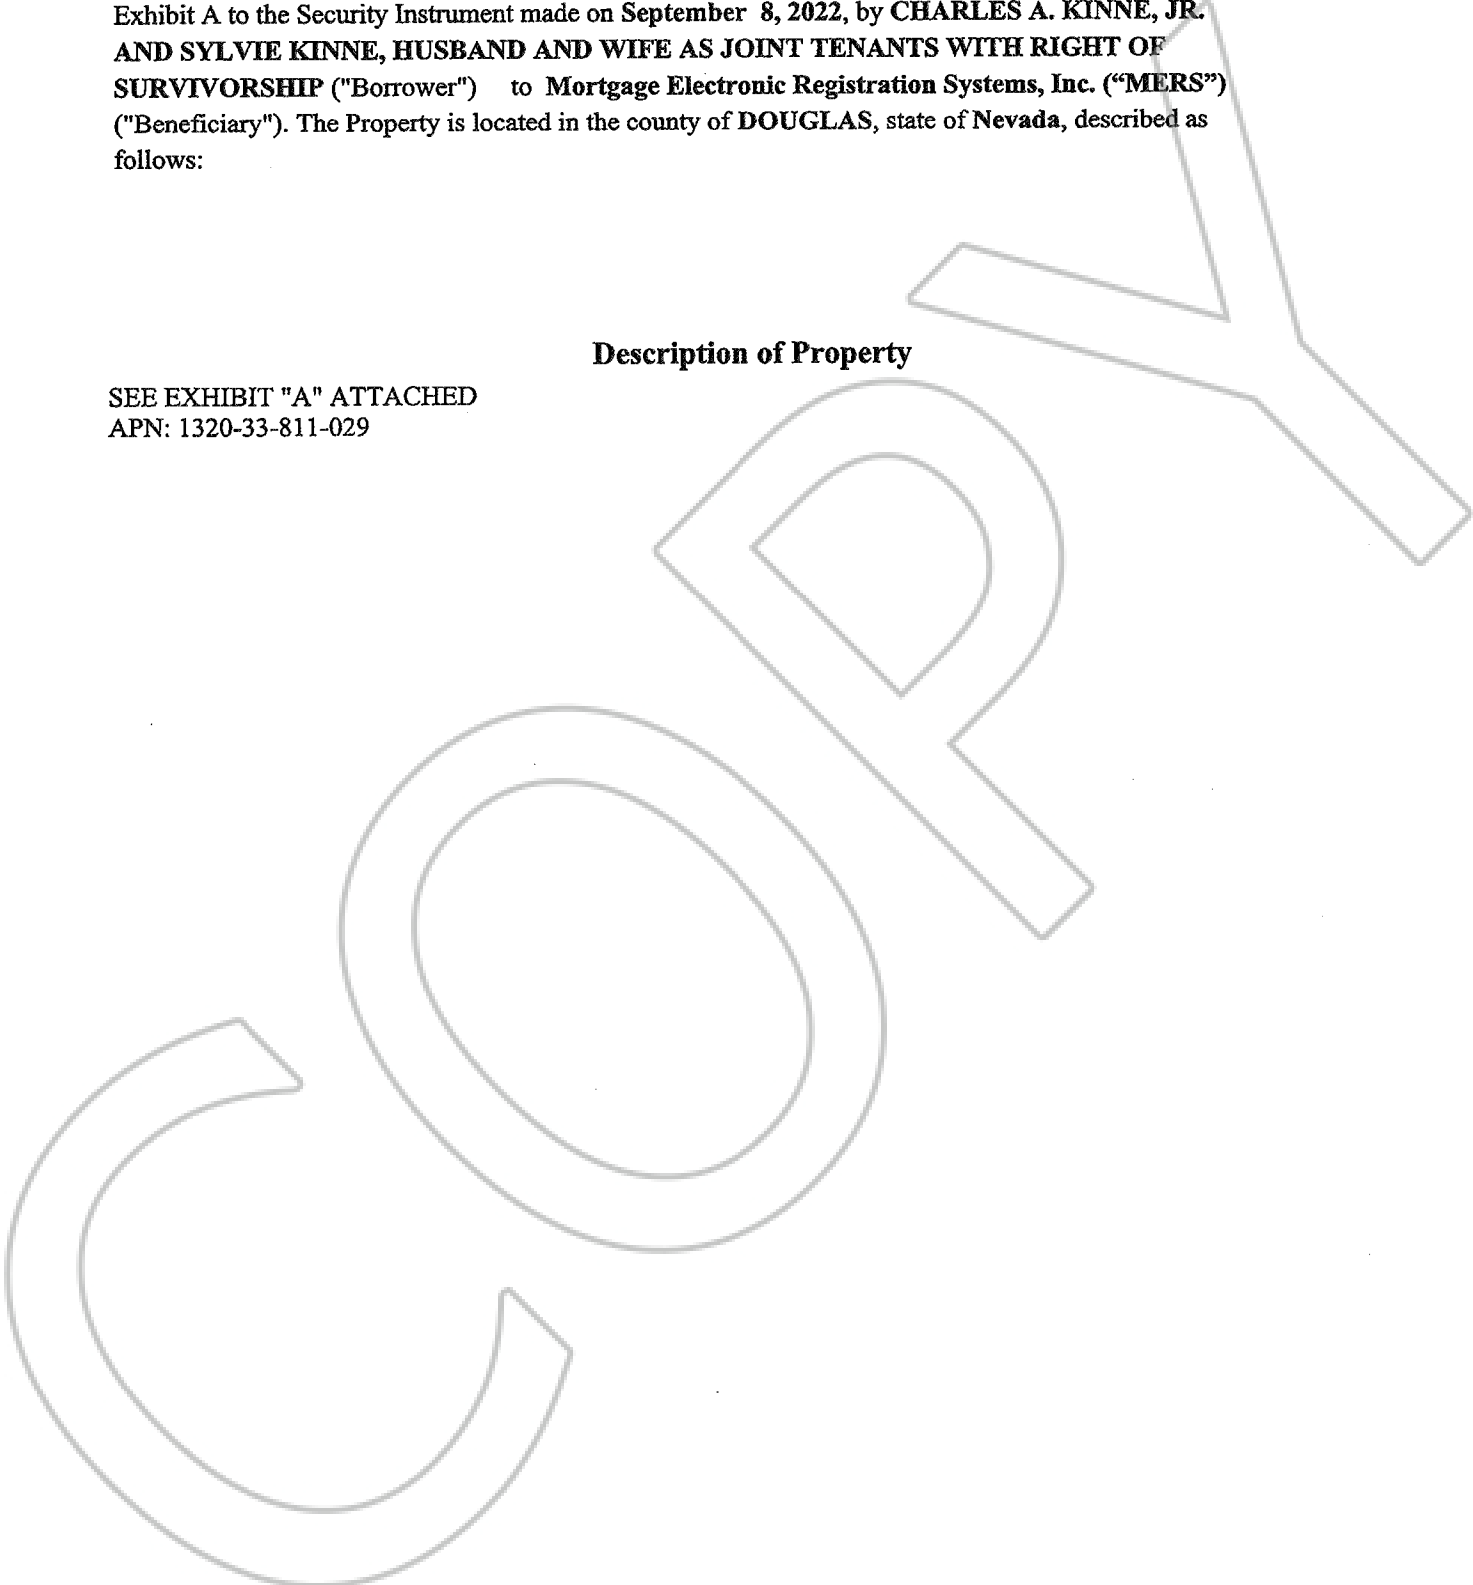 Exhibit A to the Security Instrument made on September 8, 2022, by CHARLES A. KINNE, JR.
AND SYLVIE KINNE, HUSBAND AND WIFE AS JOINT TENANTS WITH RIGHT OF
SURVIVORSHIP ("Borrower") to Mortgage Electronic Registration Systems, Inc. (“MERS”)
("Beneficiary"). The Property is located in the county of DOUGLAS, state of Nevada, described as
follows:
Description of Property
SEE EXHIBIT "A" ATTACHED
APN: 1320-33-811-029
COPY